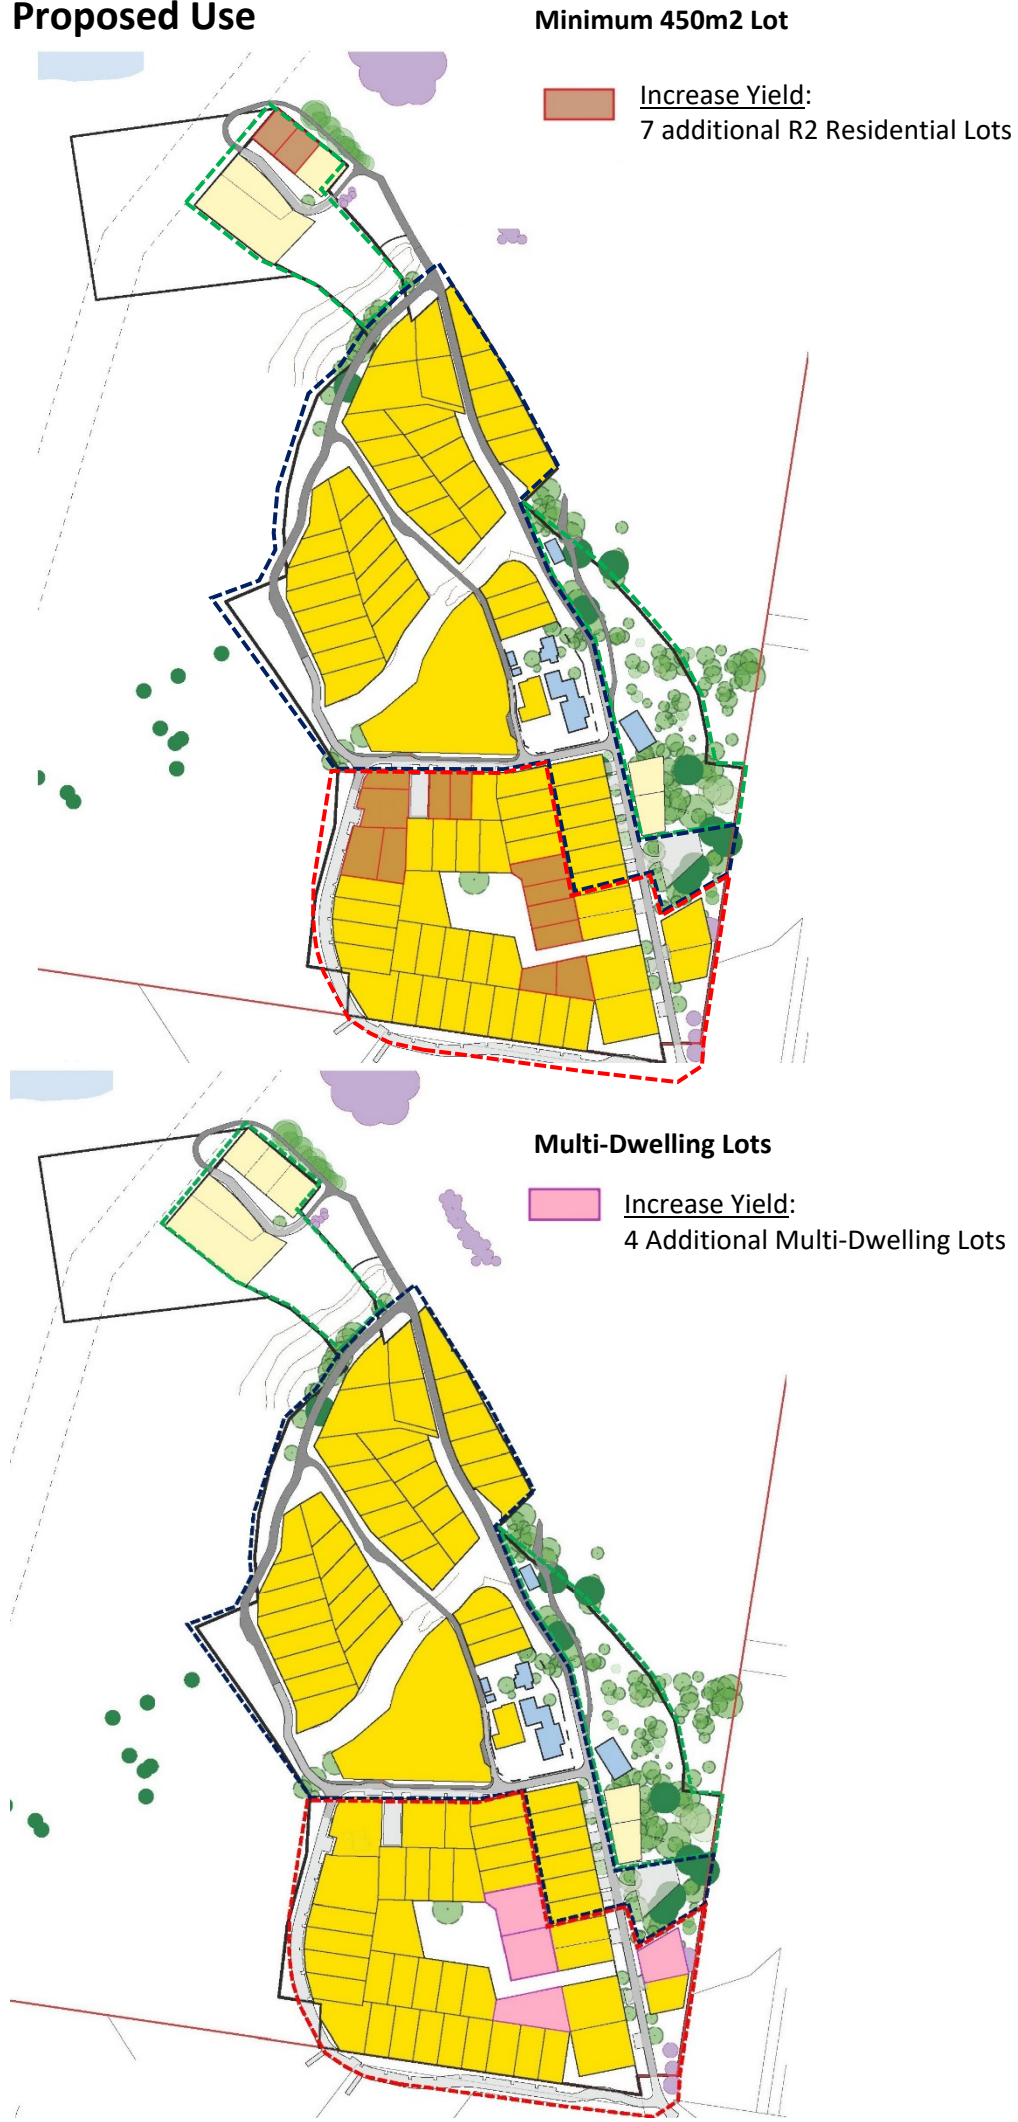 Proposed Use
Minimum 450m2 Lot
Increase Yield:
7 additional R2 Residential Lots
Multi-Dwelling Lots
Increase Yield:
4 Additional Multi-Dwelling Lots